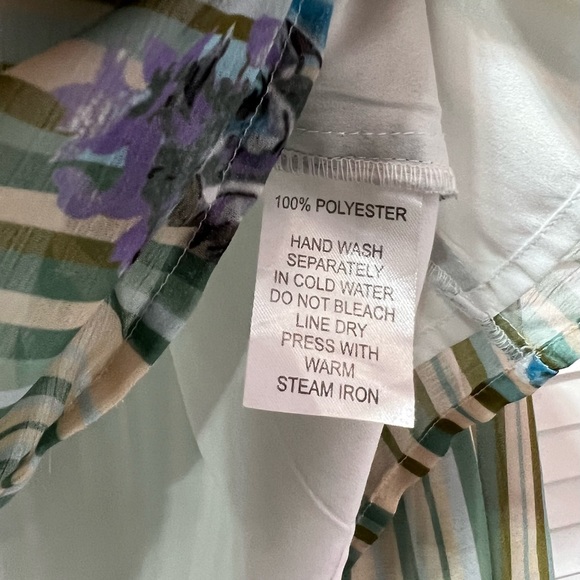 100% POLYESTER
HAND WASH
SEPARATELY
IN COLD WATER
DO NOT BLEACH
LINE DRY
PRESS WITH
WARM
STEAM IRON